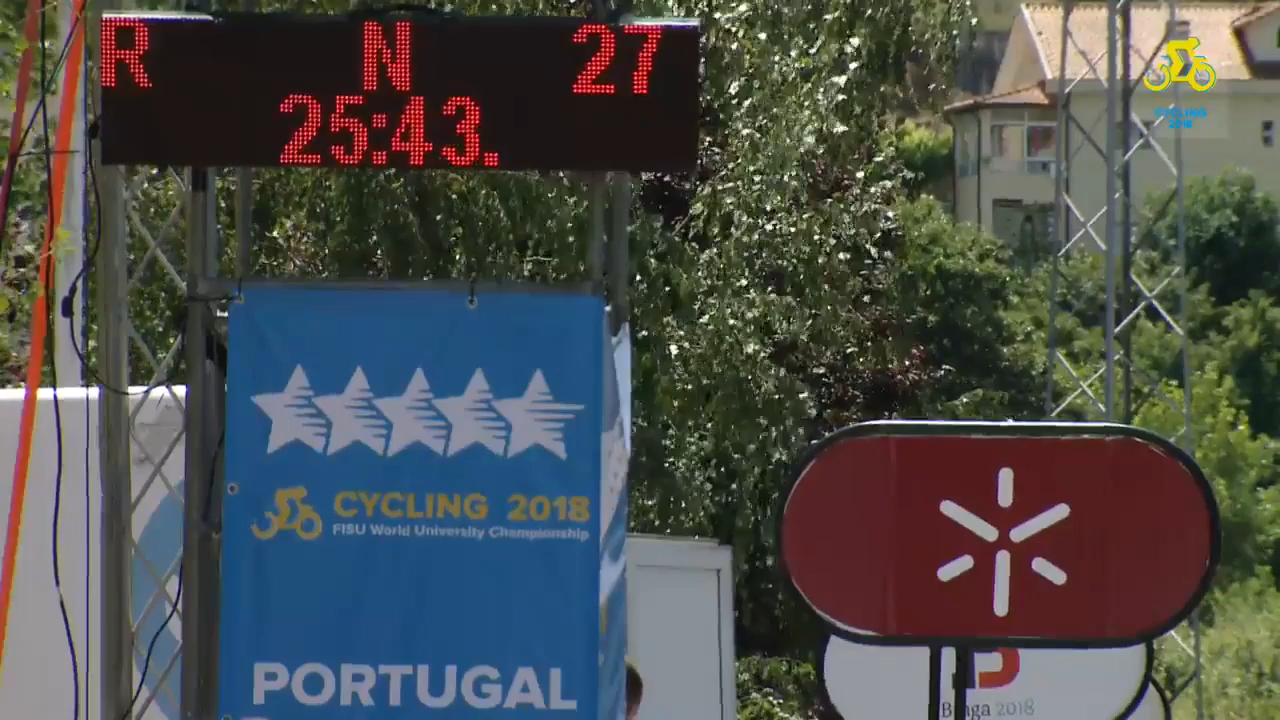 R N 27
25:43.
CYCLING
2018
CYCLING 2018
FISU World University Championship
PORTUGAL
Braga 2018